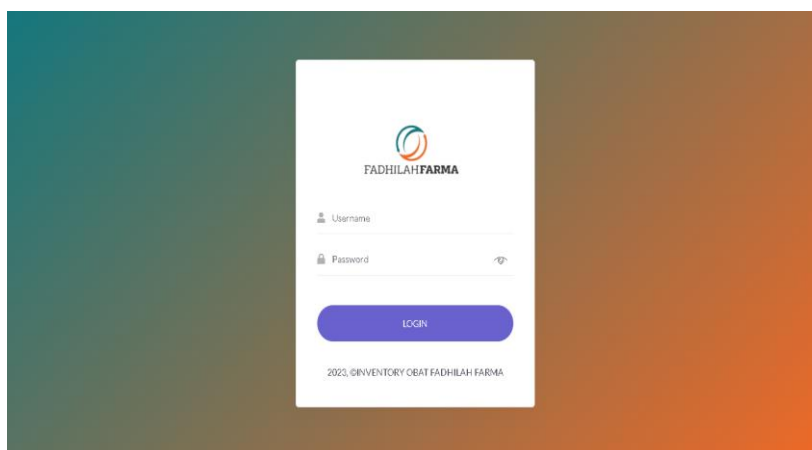 FADHILAHFARMA
Username
Password
LOGIN
2023, ©INVENTORY OBAT FADHILAH FARMA